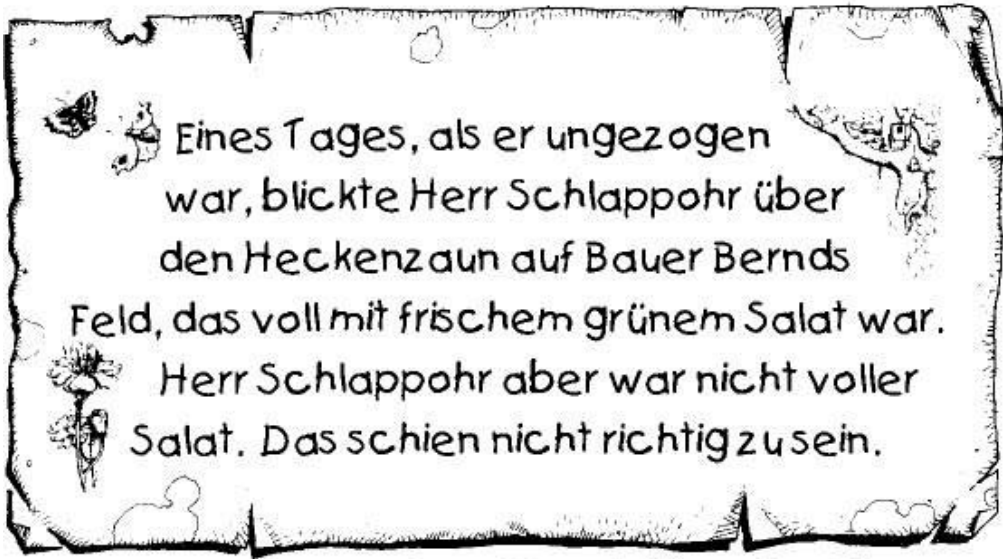 Eines Tages, als er ungezogen
war, blickte Herr Schlappohr über
den Heckenzaun auf Bauer Bernds
Feld, das voll mit frischem grünem Salat war.
Herr Schlappohr aber war nicht voller
Salat. Das schien nicht richtig zu sein.